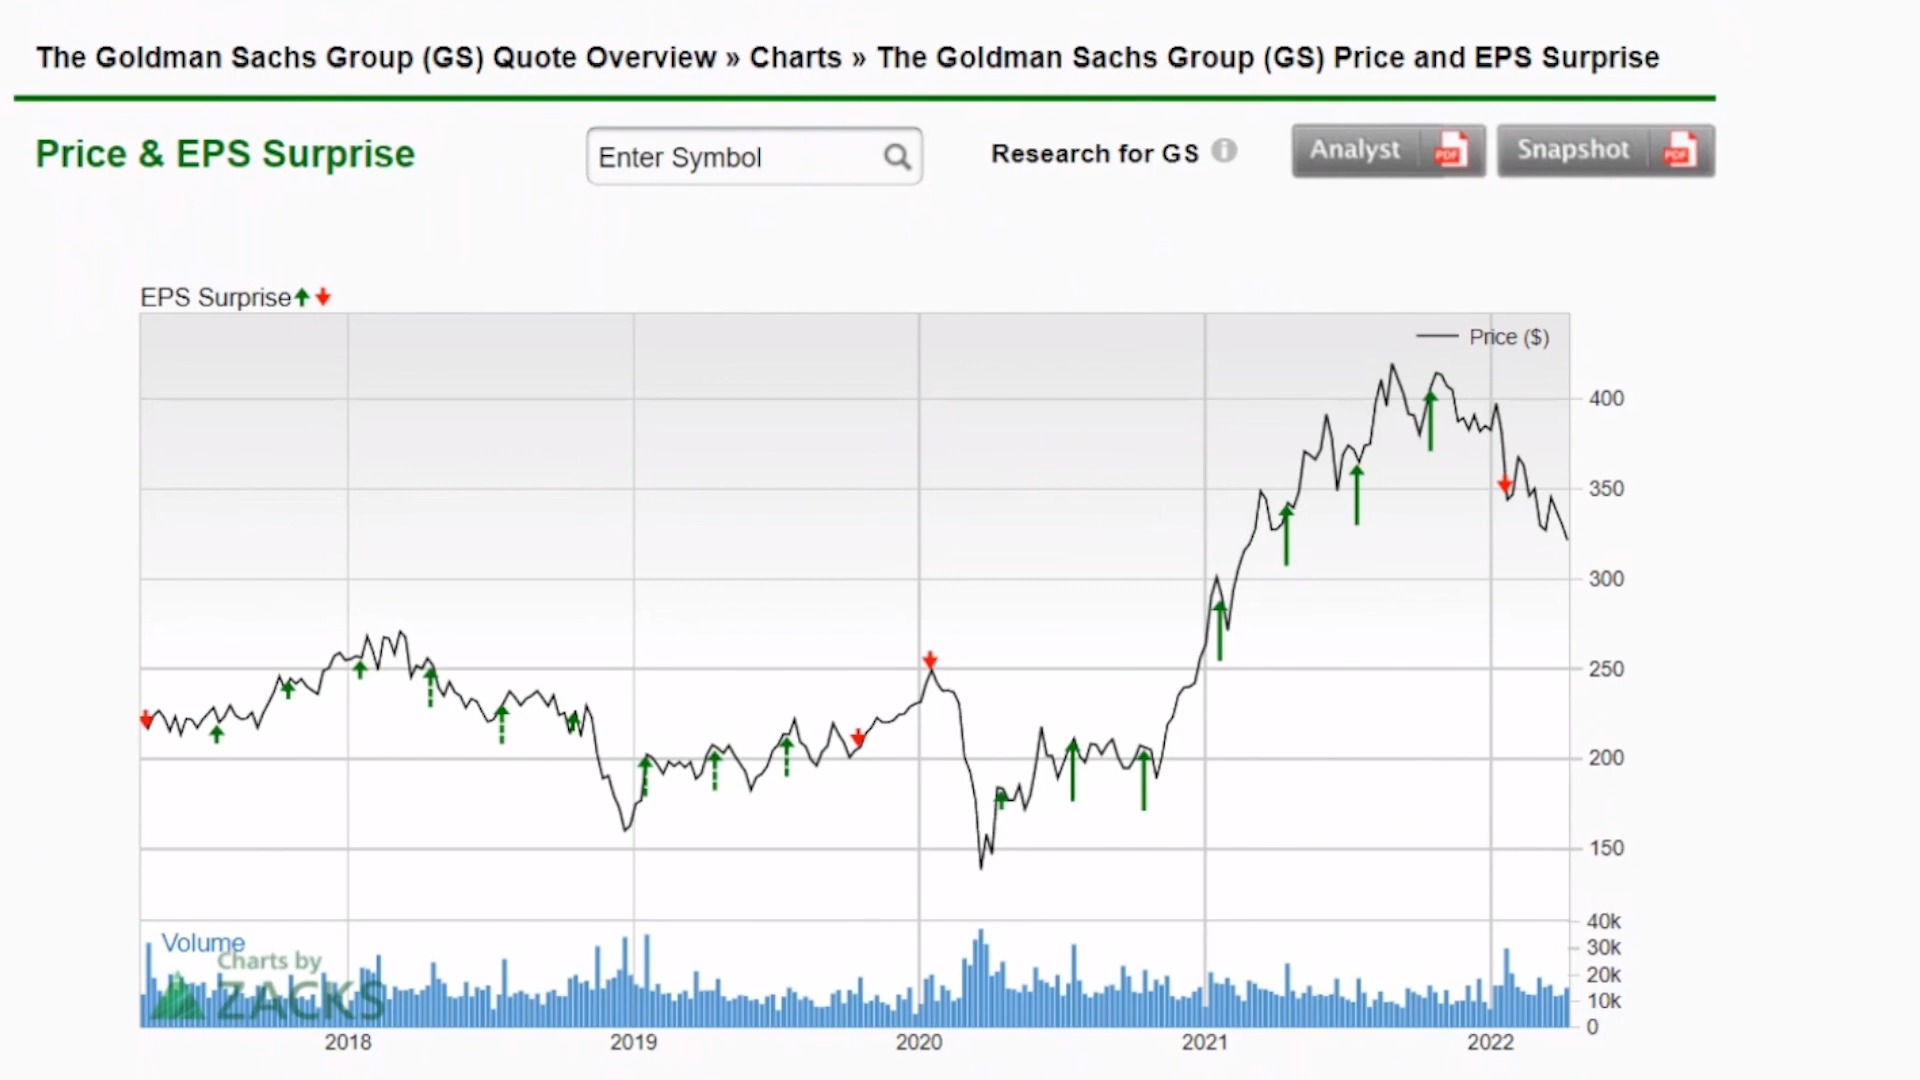 The Goldman Sachs Group (GS) Quote Overview » Charts » The Goldman Sachs Group (GS) Price and EPS Surprise
Price & EPS Surprise
Enter Symbol
Research for GS
Analyst PDF
Snapshot PDF
EPS Surprise
Price ($)
400
350
300
250
200
150
40k
30k
20k
10k
0
Volume
Charts by
ZACKS
2018 2019 2020 2021 2022